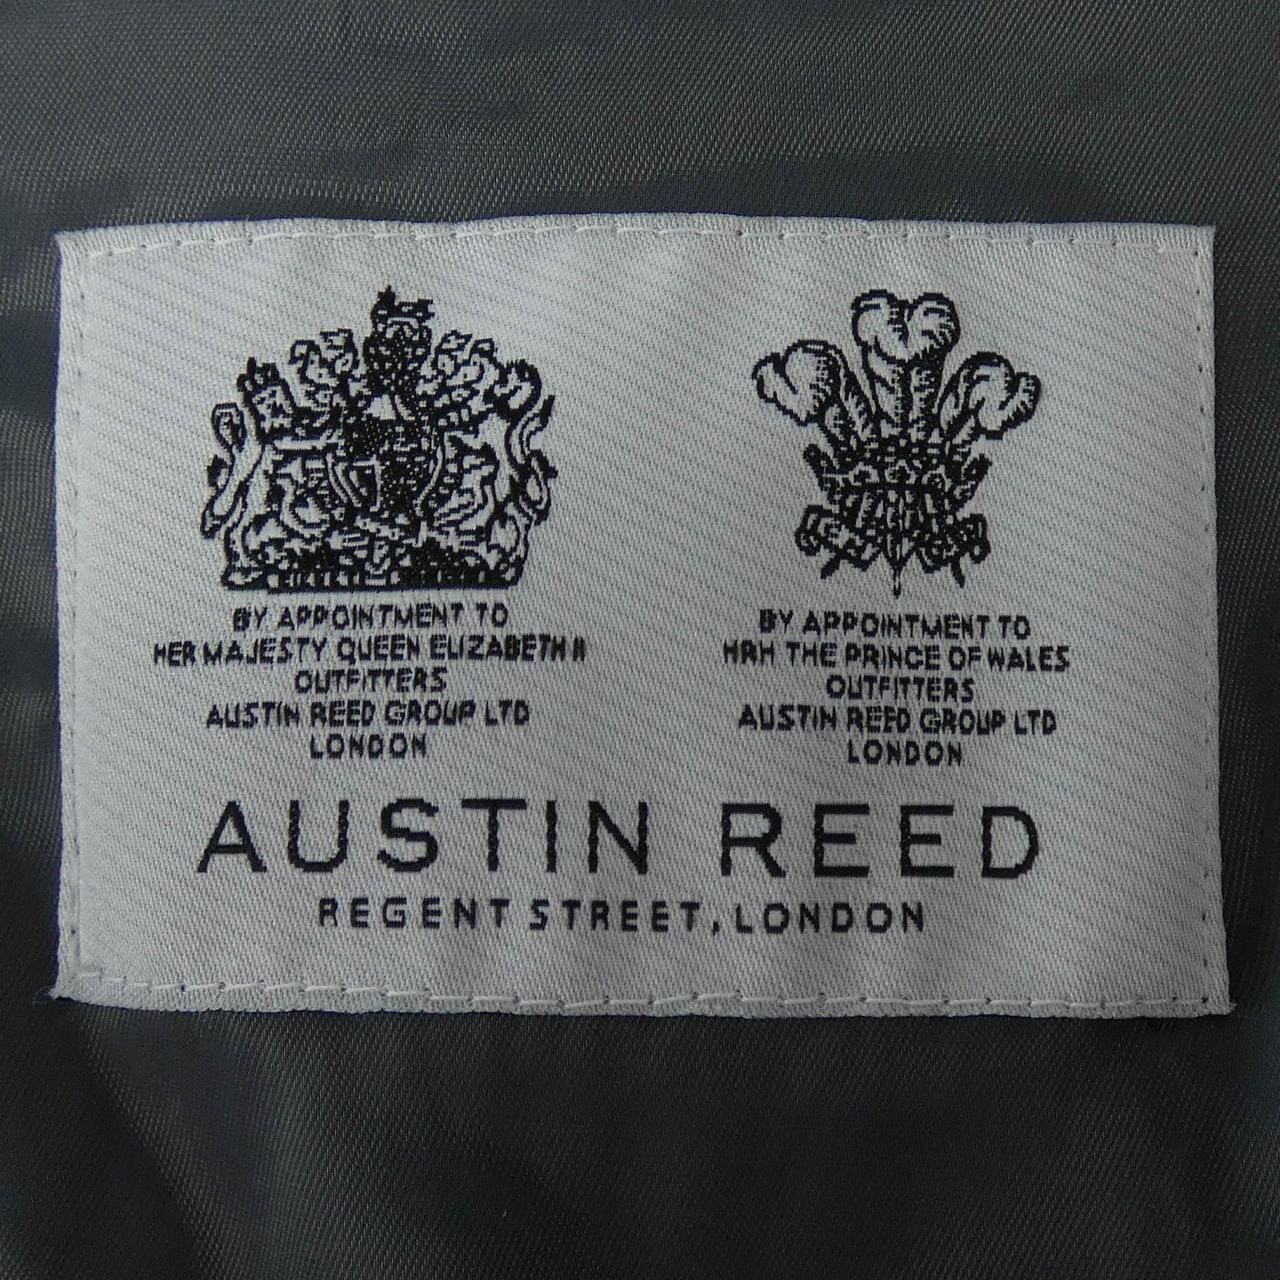 BY APPOINTMENT TO
HER MAJESTY QUEEN ELIZABETH II
OUTFITTERS
AUSTIN REED GROUP LTD
LONDON
BY APPOINTMENT TO
HRH THE PRINCE OF WALES
OUTFITTERS
AUSTIN REED GROUP LTD
LONDON
AUSTIN REED
REGENT STREET, LONDON